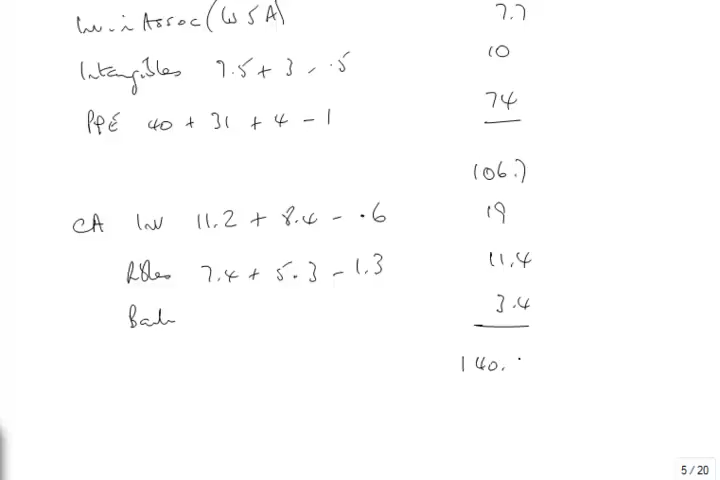 Inv. in Assoc (W5A) 7.7
Intangibles 7.5 + 3 - .5 10
PPE 40 + 31 + 4 - 1 74
106.7
CA Inv 11.2 + 8.4 - .6 19
R'bles 7.4 + 5.3 - 1.3 11.4
Bank 3.4
140.
5 / 20